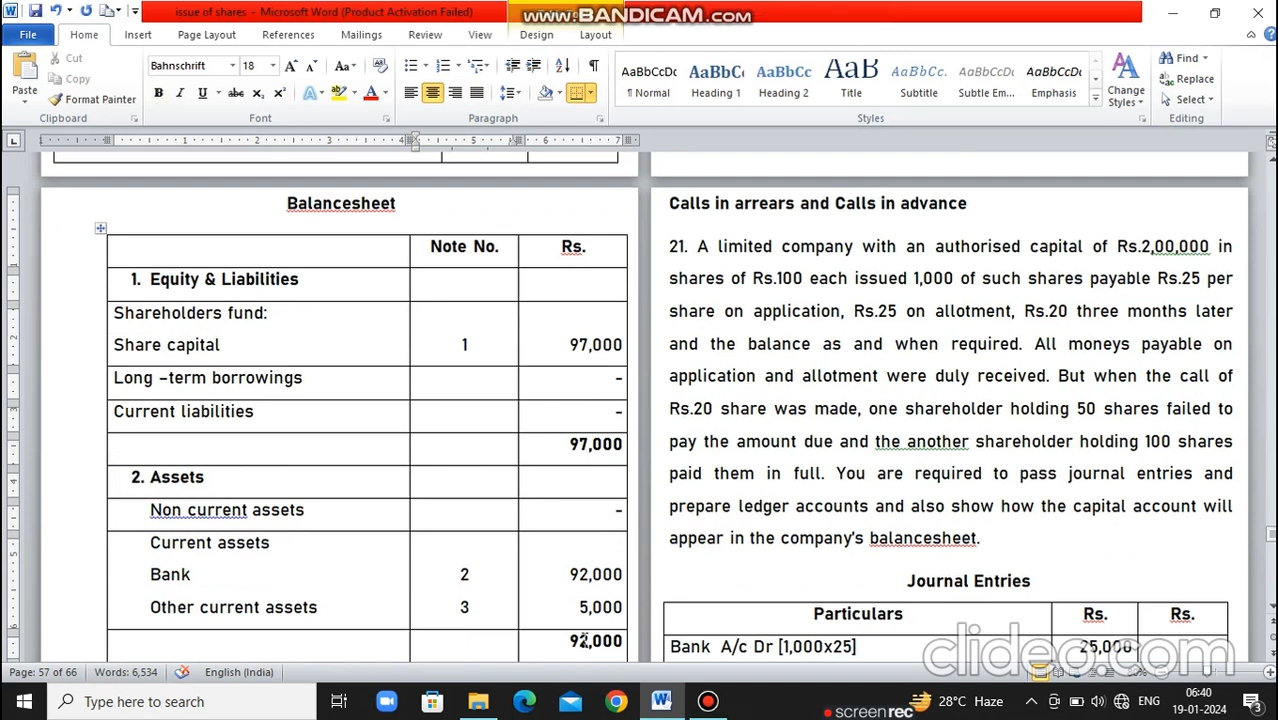 issue of shares - Microsoft Word (Product Activation Failed)
www.BANDICAM.com
File Home Insert Page Layout References Mailings Review View Design Layout
Paste Cut Copy Format Painter
Bahnschrift 18
AaBbCcDc AaBbCc AaBbCc AaB AaBbCc. AaBbCcDc AaBbCcDc
¶ Normal Heading 1 Heading 2 Title Subtitle Subtle Em... Emphasis
Change Styles
Find Replace Select
Clipboard Font Paragraph Styles Editing
Balancesheet
Note No. Rs.
1. Equity & Liabilities
Shareholders fund:
Share capital 1 97,000
Long –term borrowings -
Current liabilities -
97,000
2. Assets
Non current assets -
Current assets
Bank 2 92,000
Other current assets 3 5,000
92,000
Calls in arrears and Calls in advance
21. A limited company with an authorised capital of Rs.2,00,000 in
shares of Rs.100 each issued 1,000 of such shares payable Rs.25 per
share on application, Rs.25 on allotment, Rs.20 three months later
and the balance as and when required. All moneys payable on
application and allotment were duly received. But when the call of
Rs.20 share was made, one shareholder holding 50 shares failed to
pay the amount due and the another shareholder holding 100 shares
paid them in full. You are required to pass journal entries and
prepare ledger accounts and also show how the capital account will
appear in the company's balancesheet.
Journal Entries
Particulars Rs. Rs.
Bank A/c Dr [1,000x25] 25,000
clideo.com
Page: 57 of 66 Words: 6,534 English (India)
Type here to search
screenrec
28°C Haze ENG 06:40
19-01-2024
3